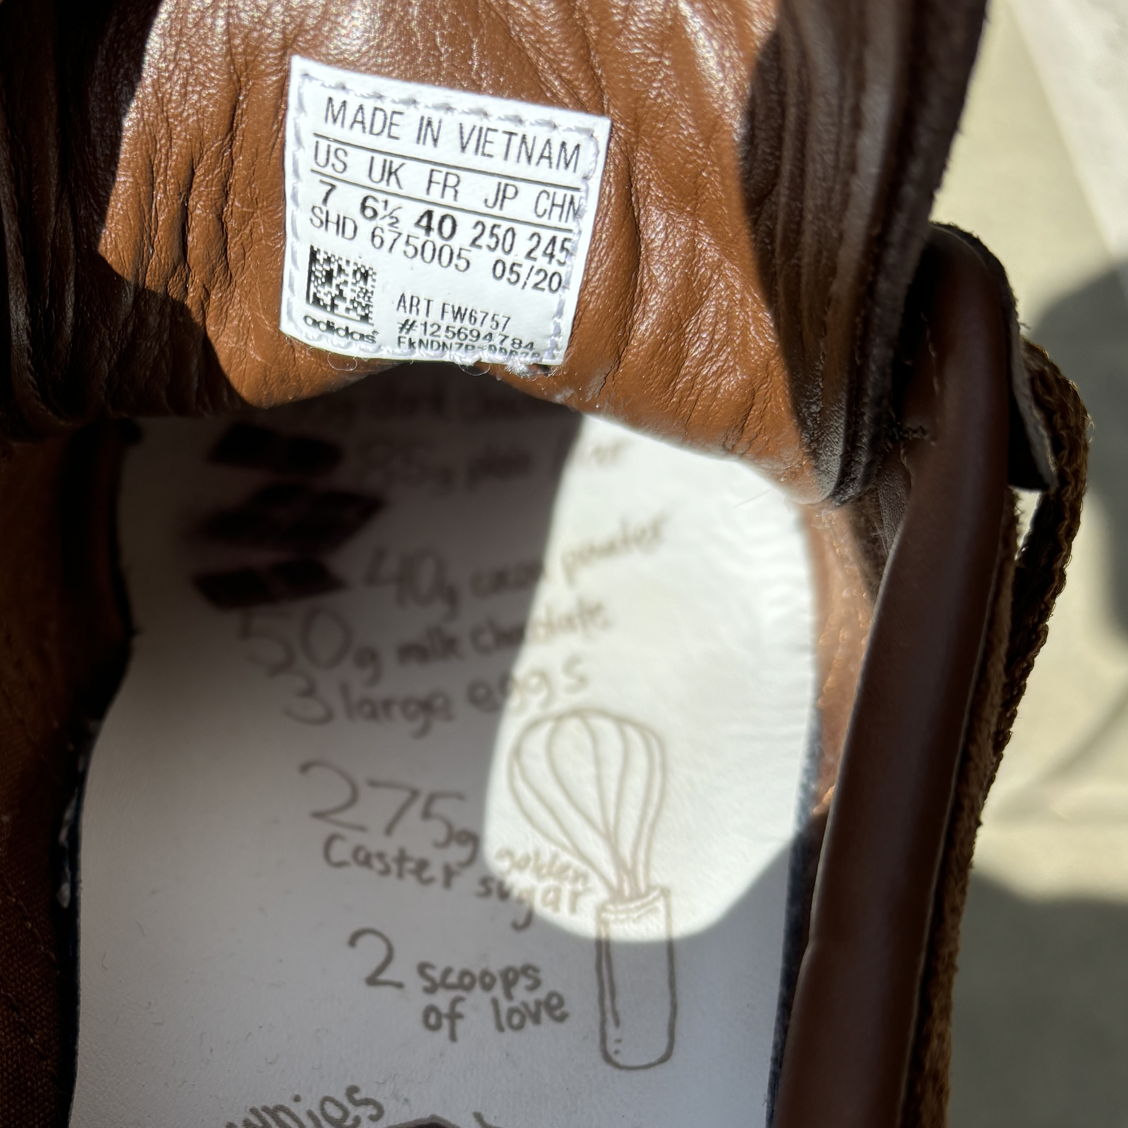 MADE IN VIETNAM
US UK FR JP CHN
7 6½ 40 250 245
SHD 675005 05/20
ART FW6757
#125694784
adidas
85g plain
40g cocoa powder
50g milk chocolate
3 large eggs
275g golden
Caster sugar
2 scoops
of love